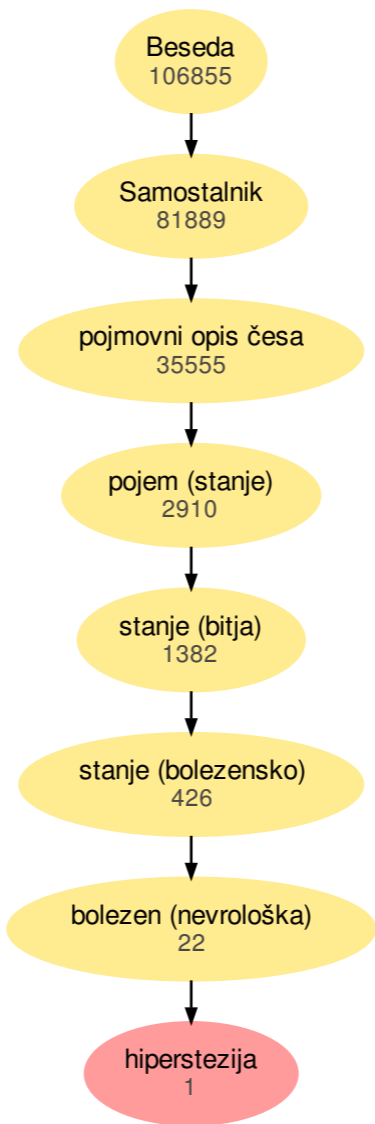 Beseda
106855
Samostalnik
81889
pojmovni opis česa
35555
pojem (stanje)
2910
stanje (bitja)
1382
stanje (bolezensko)
426
bolezen (nevrološka)
22
hiperstezija
1